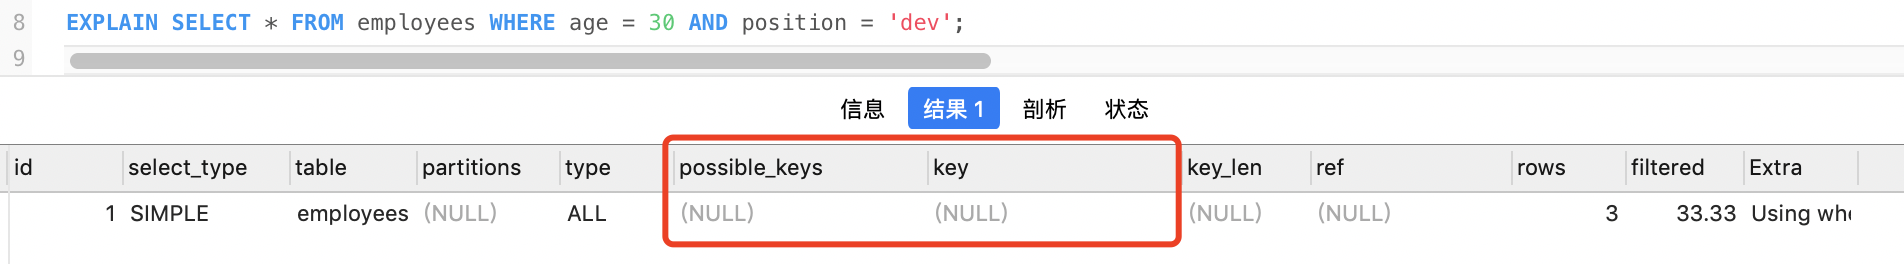 8 EXPLAIN SELECT * FROM employees WHERE age = 30 AND position = 'dev';
9
信息 结果 1 剖析 状态
id select_type table partitions type possible_keys key key_len ref rows filtered Extra
1 SIMPLE employees (NULL) ALL (NULL) (NULL) (NULL) (NULL) 3 33.33 Using